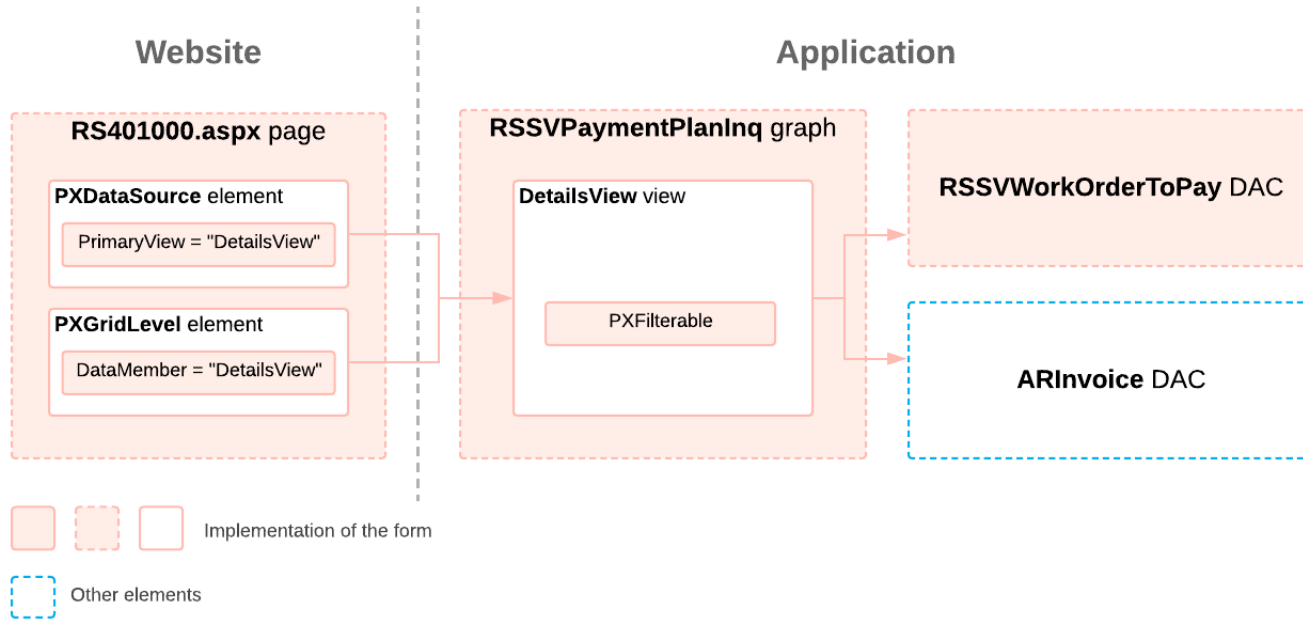 Website
Application
RS401000.aspx page
PXDataSource element
PrimaryView = "DetailsView"
PXGridLevel element
DataMember = "DetailsView"
RSSVPaymentPlanInq graph
DetailsView view
PXFilterable
RSSVWorkOrderToPay DAC
ARInvoice DAC
Implementation of the form
Other elements